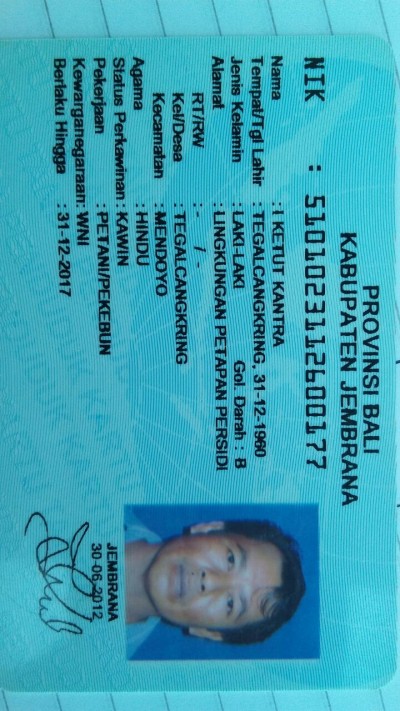 PROVINSI BALI
KABUPATEN JEMBRANA
NIK : 5101023112600177
Nama : I KETUT KANTRA
Tempat/Tgl Lahir : TEGALCANGKRING, 31-12-1960
Jenis Kelamin : LAKI-LAKI Gol. Darah : B
Alamat : LINGKUNGAN PETAPAN PERSIDI
RT/RW : - / -
Kel/Desa : TEGALCANGKRING
Kecamatan : MENDOYO
Agama : HINDU
Status Perkawinan : KAWIN
Pekerjaan : PETANI/PEKEBUN
Kewarganegaraan: WNI
Berlaku Hingga : 31-12-2017
JEMBRANA
30-06-2012